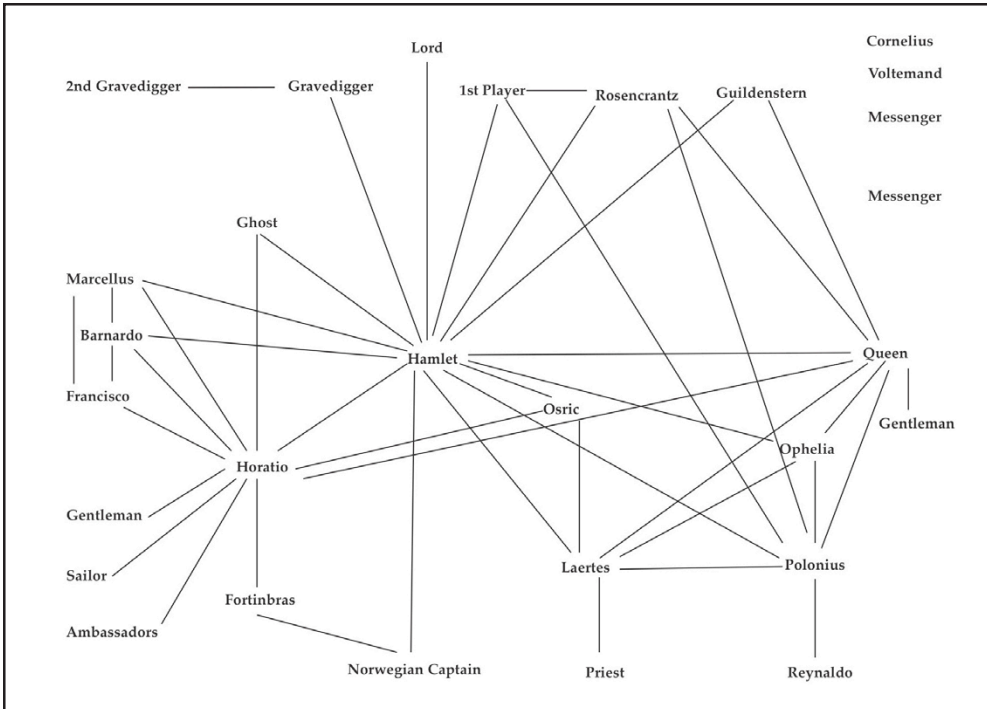 Cornelius
Lord
Voltemand
2nd Gravedigger
Gravedigger
1st Player
Rosencrantz
Guildenstern
Messenger
Messenger
Ghost
Marcellus
Barnardo
Hamlet
Queen
Francisco
Osric
Gentleman
Ophelia
Horatio
Gentleman
Laertes
Polonius
Sailor
Fortinbras
Ambassadors
Norwegian Captain
Priest
Reynaldo